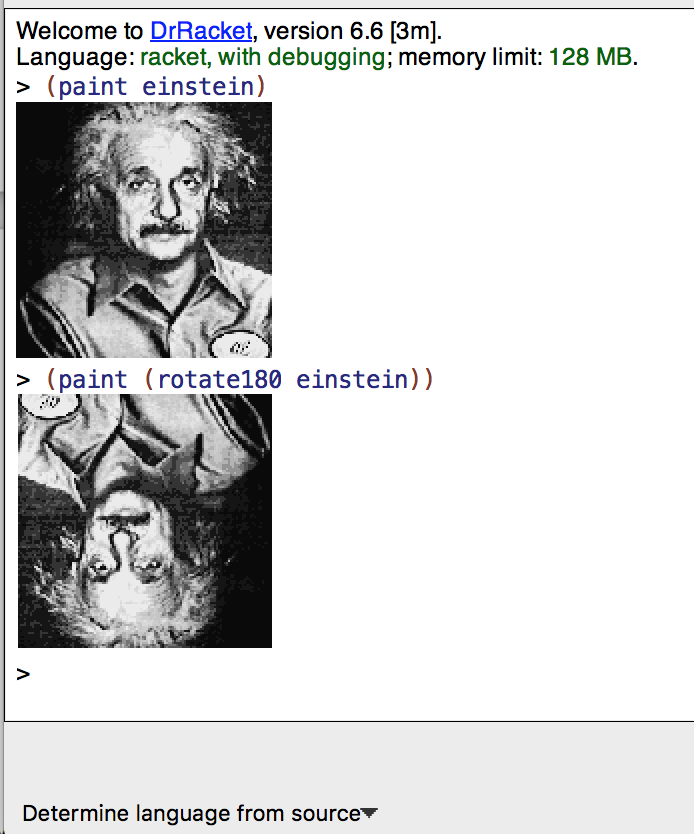 Welcome to DrRacket, version 6.6 [3m].
Language: racket, with debugging; memory limit: 128 MB.
> (paint einstein)
> (paint (rotate180 einstein))
>
Determine language from source